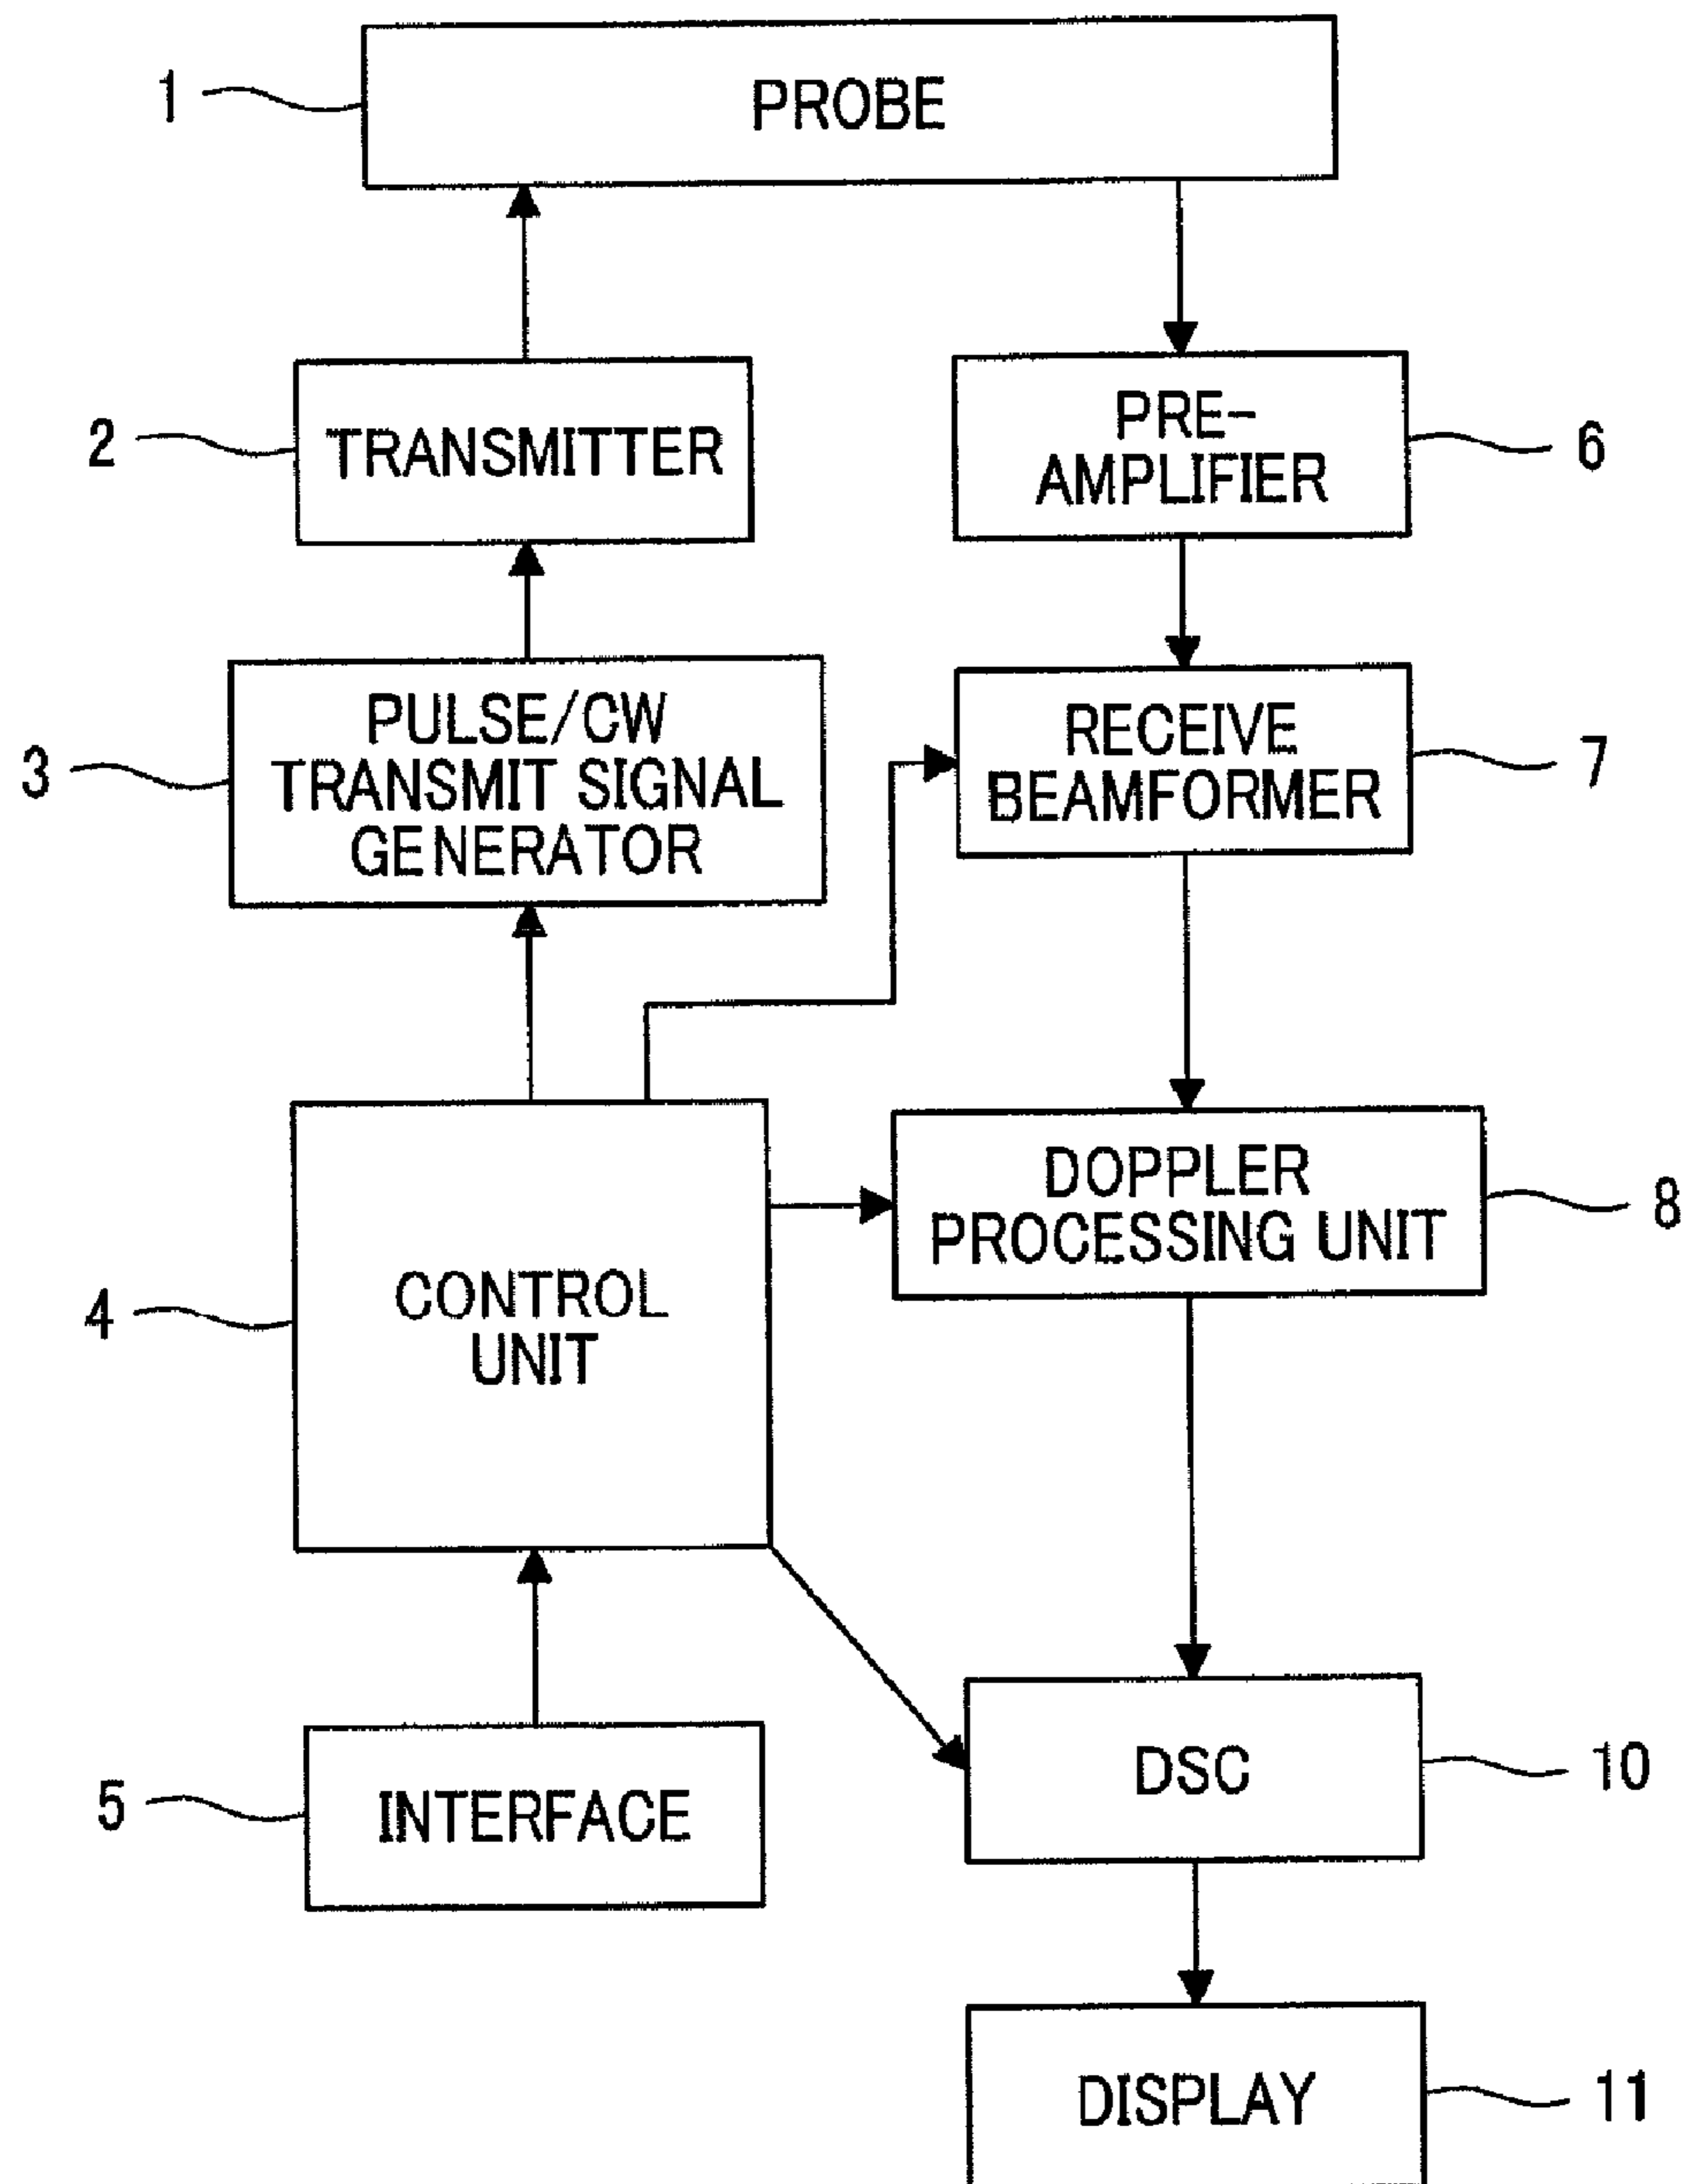 1
PROBE
2
TRANSMITTER
PRE-
AMPLIFIER
6
3
PULSE/CW
TRANSMIT SIGNAL
GENERATOR
RECEIVE
BEAMFORMER
7
4
CONTROL
UNIT
DOPPLER
PROCESSING UNIT
8
5
INTERFACE
DSC
10
DISPLAY
11